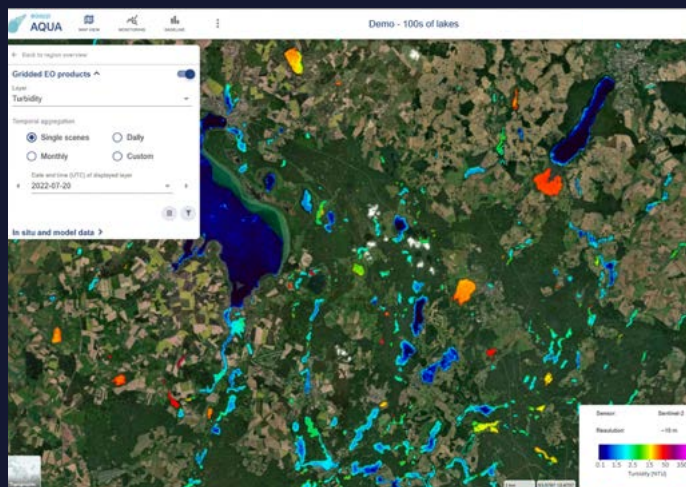 AQUA
MAP VIEW
MONITORING
Demo - 100s of lakes
Back to region overview
Gridded EO products
Layer
Turbidity
Temporal aggregation
Single scenes
Daily
Monthly
Custom
Date and time (UTC) of displayed layer
2022-07-20
In situ and model data
Sensor: Sentinel-2
Resolution: ~10 m
0.1 1.5 2.5 15 50 250
Turbidity (NTU)